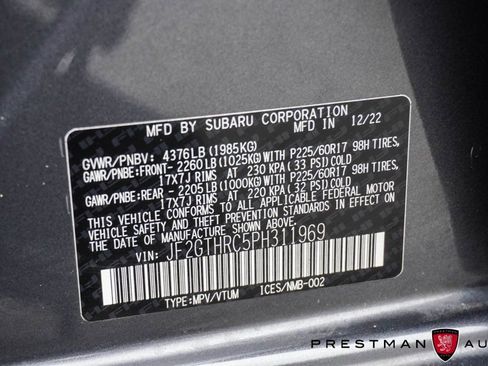 MFD BY SUBARU CORPORATION
12/22
GVWR/PNBV: 4376LB (1985KG)
GAWR/PNBE:FRONT- 2260LB (1025KG) WITH P225/60R17 98H TIRES,
17X7J RIMS AT 230 KPA (33 PSI) COLD
GAWR/PNBE:REAR - 2205LB (1000KG) WITH P225/60R17 98H TIRES,
17X7J RIMS AT 220 KPA (32 PSI) COLD
THIS VEHICLE CONFORMS TO ALL APPLICABLE FEDERAL MOTOR
VEHICLE SAFETY AND THEFT PREVENTION STANDARDS IN EFFECT ON
THE DATE OF MANUFACTURE SHOWN ABOVE.
VIN: JF2GTHRC5PH311969
TYPE:MPV/VTUM ICES/NMB-002
PRESTMAN AU